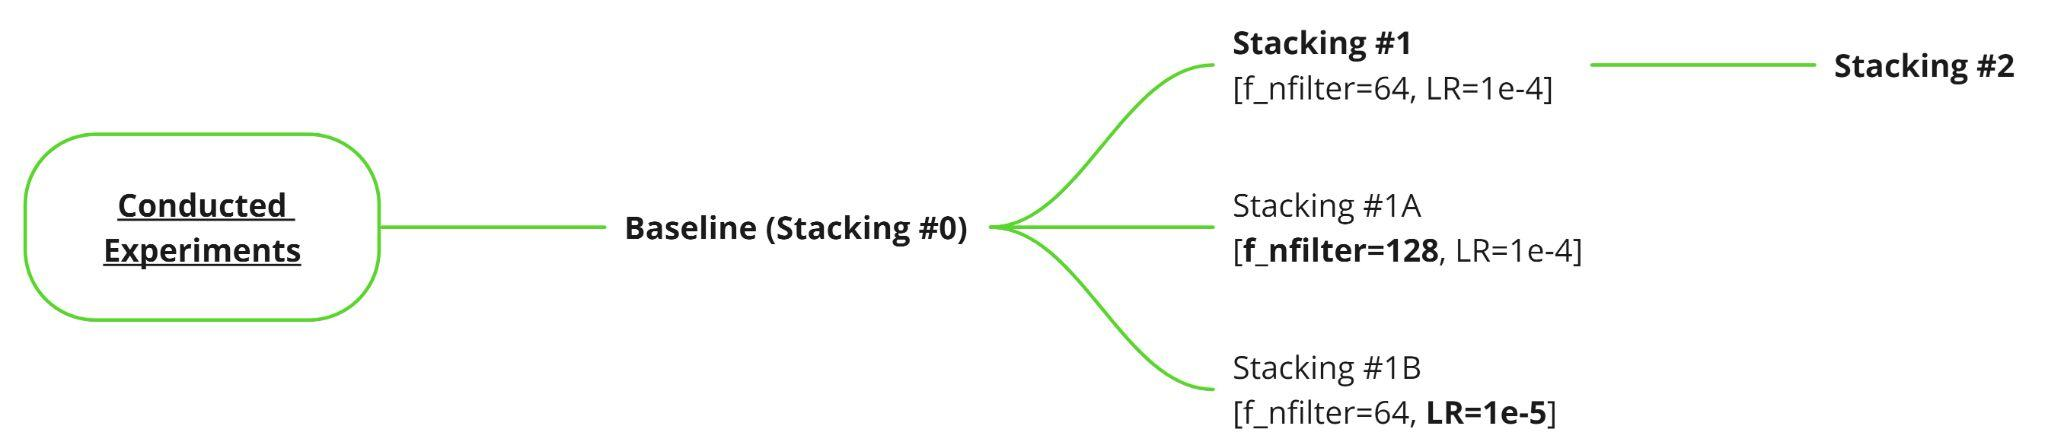 Conducted
Experiments
Baseline (Stacking #0)
Stacking #1
[f_nfilter=64, LR=1e-4]
Stacking #2
Stacking #1A
[f_nfilter=128, LR=1e-4]
Stacking #1B
[f_nfilter=64, LR=1e-5]